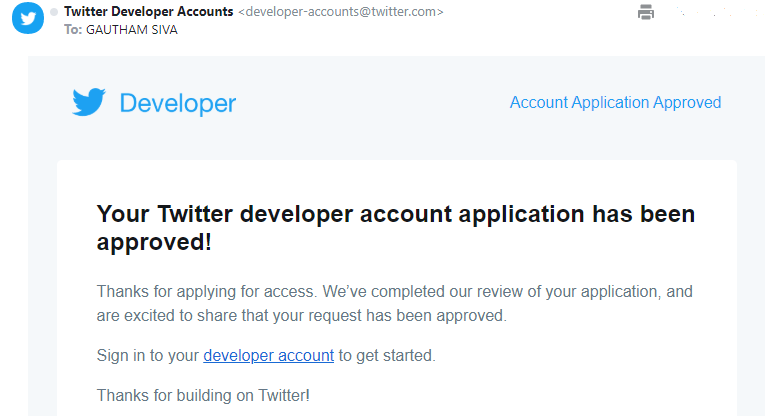 Twitter Developer Accounts <developer-accounts@twitter.com>
To: GAUTHAM SIVA
Developer
Account Application Approved
Your Twitter developer account application has been
approved!
Thanks for applying for access. We’ve completed our review of your application, and
are excited to share that your request has been approved.
Sign in to your developer account to get started.
Thanks for building on Twitter!